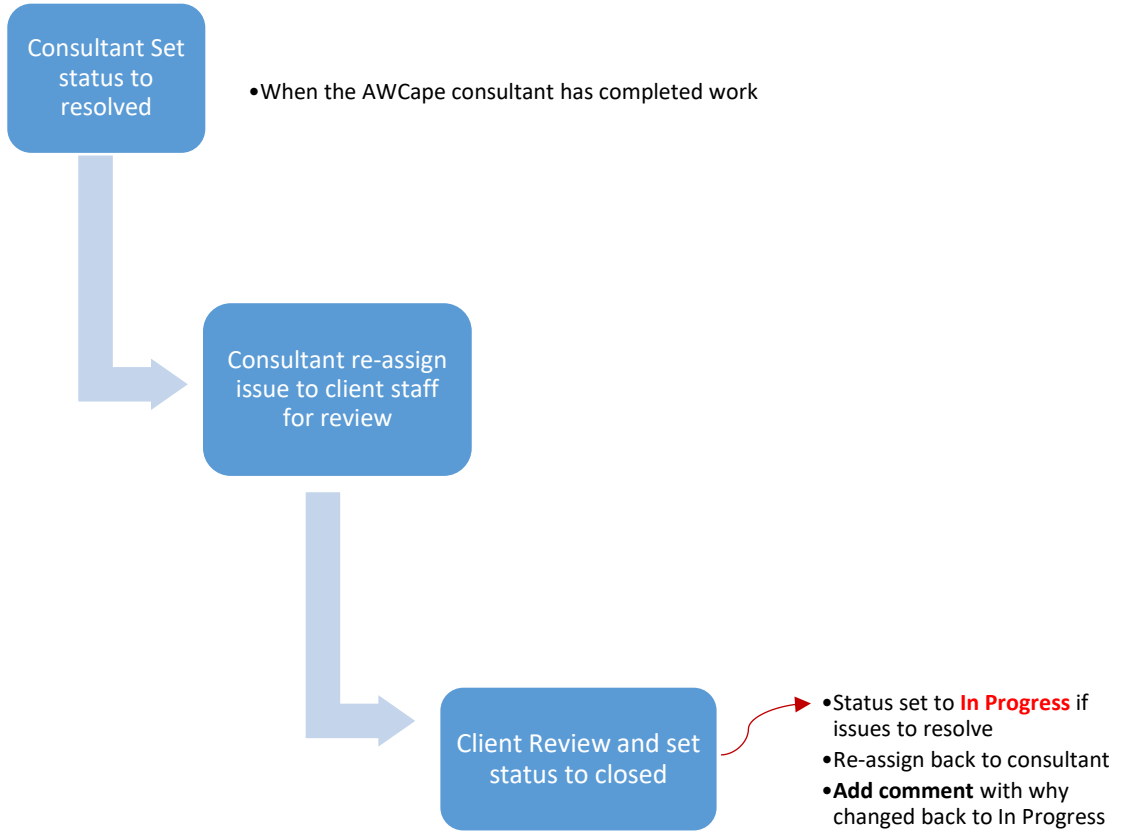 Consultant Set
status to
resolved
•When the AWCape consultant has completed work
Consultant re-assign
issue to client staff
for review
Client Review and set
status to closed
•Status set to In Progress if
issues to resolve
•Re-assign back to consultant
•Add comment with why
changed back to In Progress